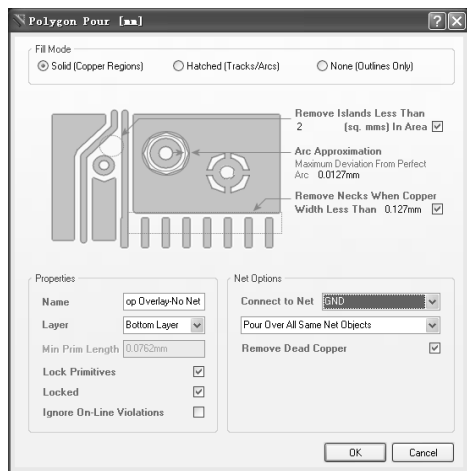 Polygon Pour [mm]
Fill Mode
Solid (Copper Regions)
Hatched (Tracks/Arcs)
None (Outlines Only)
Remove Islands Less Than
2 (sq. mms) In Area
Arc Approximation
Maximum Deviation From Perfect
Arc 0.0127mm
Remove Necks When Copper
Width Less Than 0.127mm
Properties
Name op Overlay-No Net
Layer Bottom Layer
Min Prim Length 0.0762mm
Lock Primitives
Locked
Ignore On-Line Violations
Net Options
Connect to Net GND
Pour Over All Same Net Objects
Remove Dead Copper
OK
Cancel